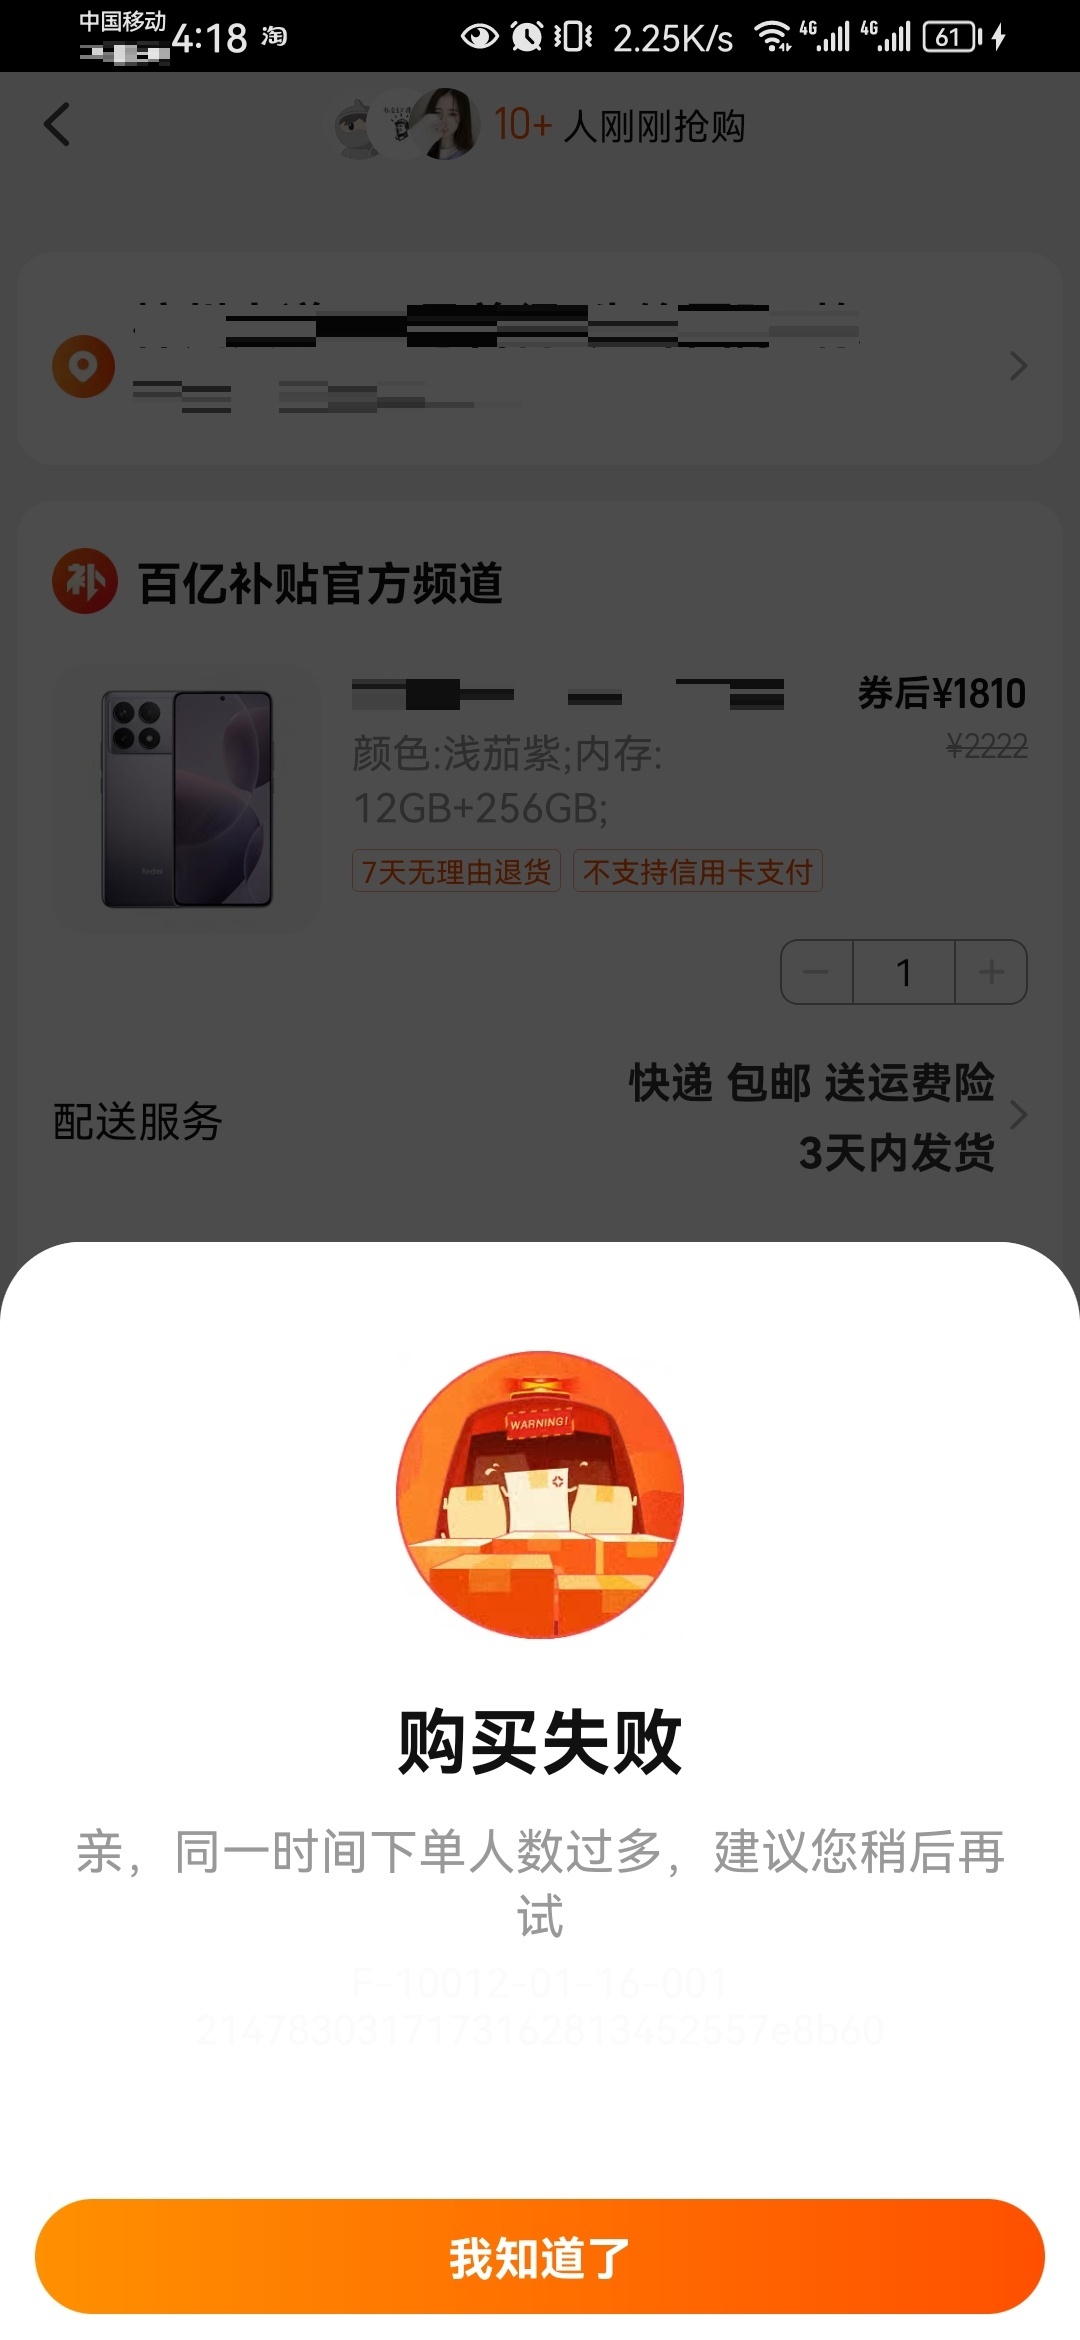 中国移动
4:18 淘 2.25K/s 4G 4G 61
10+ 人刚刚抢购
补 百亿补贴官方频道
券后¥1810
¥2222
颜色:浅茄紫;内存:
12GB+256GB;
Redmi
7天无理由退货 不支持信用卡支付
1
快递 包邮 送运费险
配送服务
3天内发货
WARNING!
购买失败
亲，同一时间下单人数过多，建议您稍后再
试
F-10012-01-16-001
2147830317173162813452557e8b60
我知道了